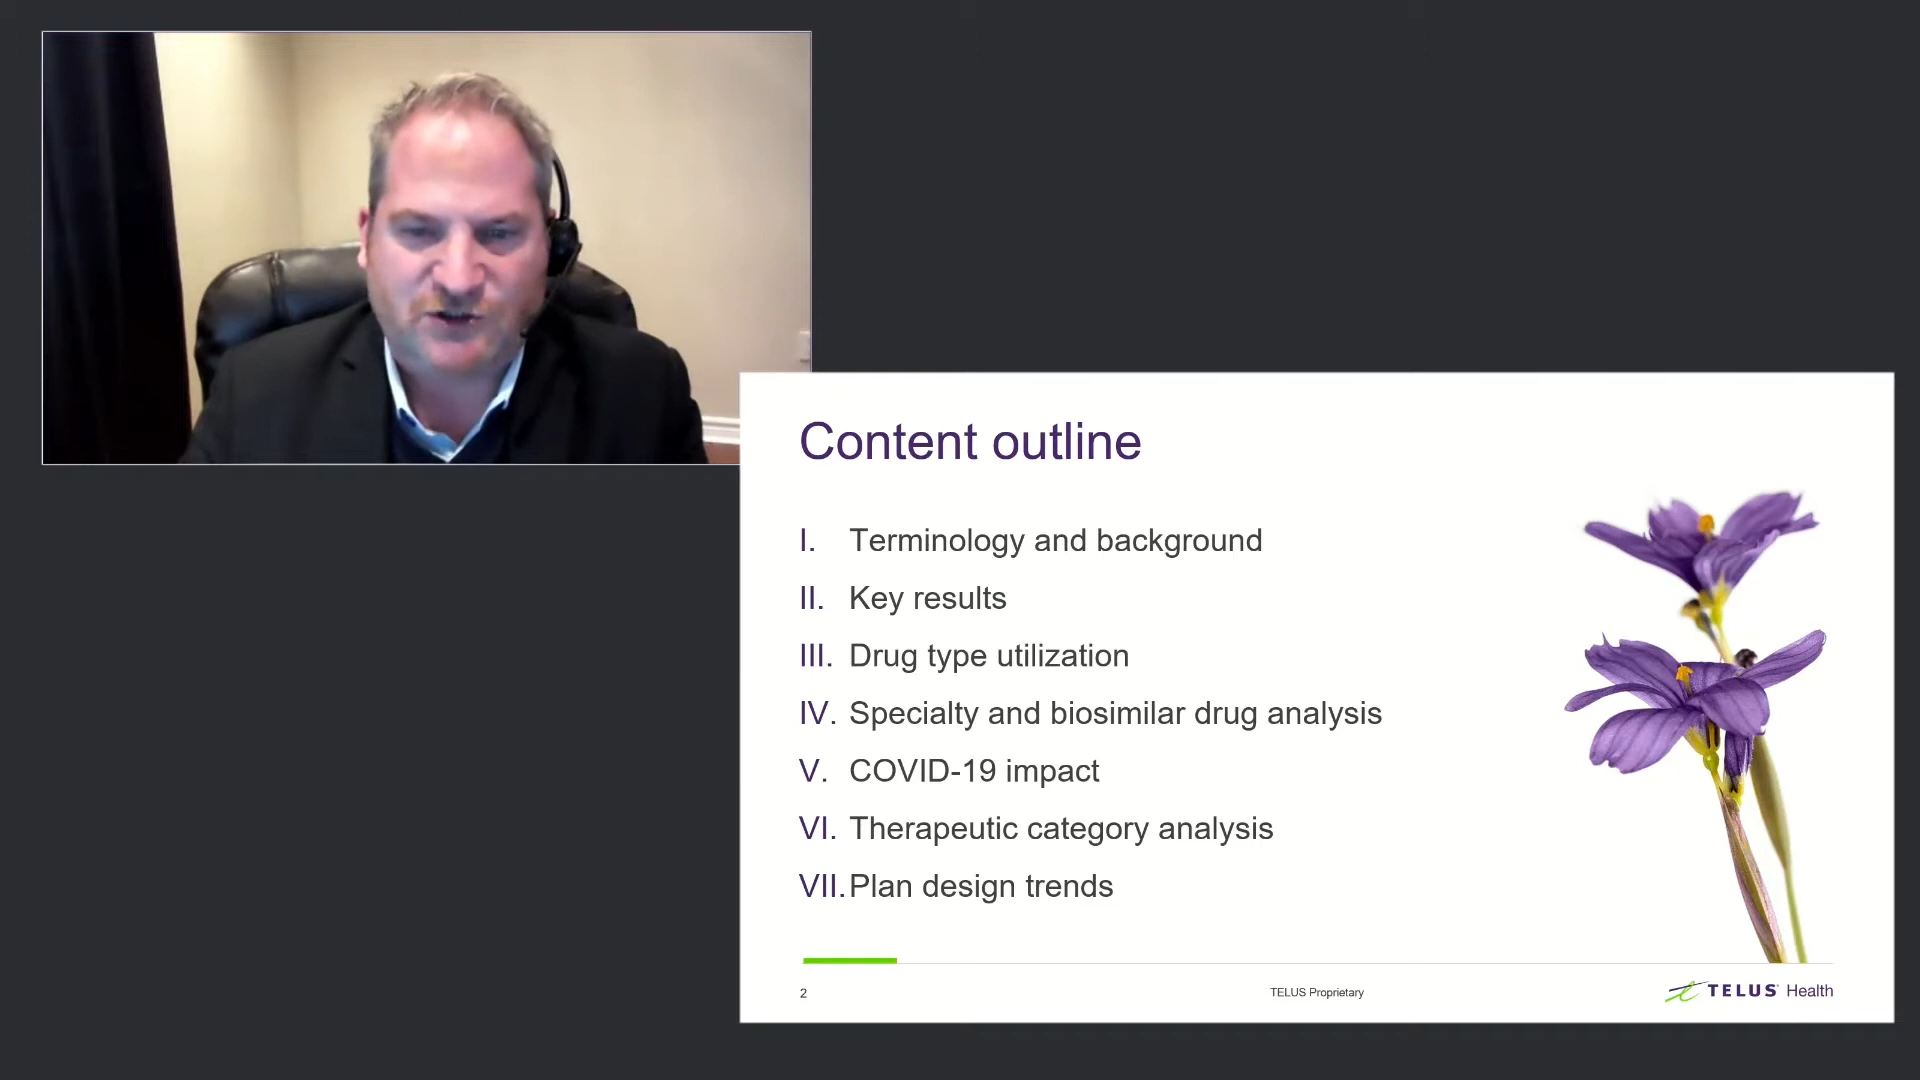 Content outline
I. Terminology and background
II. Key results
III. Drug type utilization
IV. Specialty and biosimilar drug analysis
V. COVID-19 impact
VI. Therapeutic category analysis
VII. Plan design trends
2
TELUS Proprietary
TELUS Health